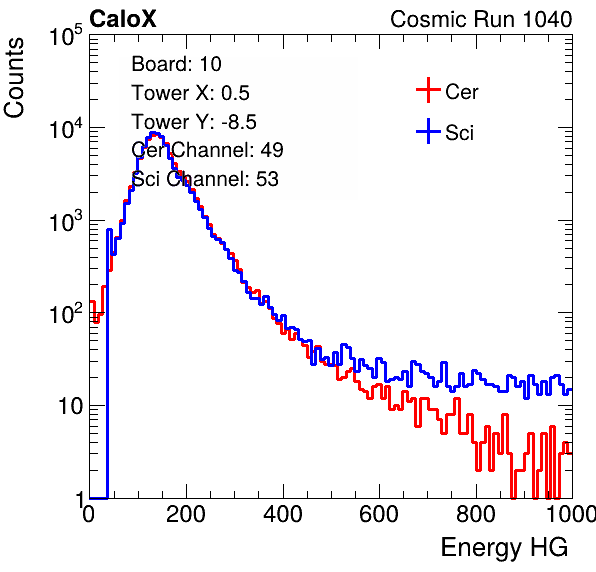 CaloX Cosmic Run 1040
Counts
10^5
10^4
10^3
10^2
10
1
Board: 10
Tower X: 0.5
Tower Y: -8.5
Cer Channel: 49
Sci Channel: 53
Cer
Sci
0 200 400 600 800 1000
Energy HG